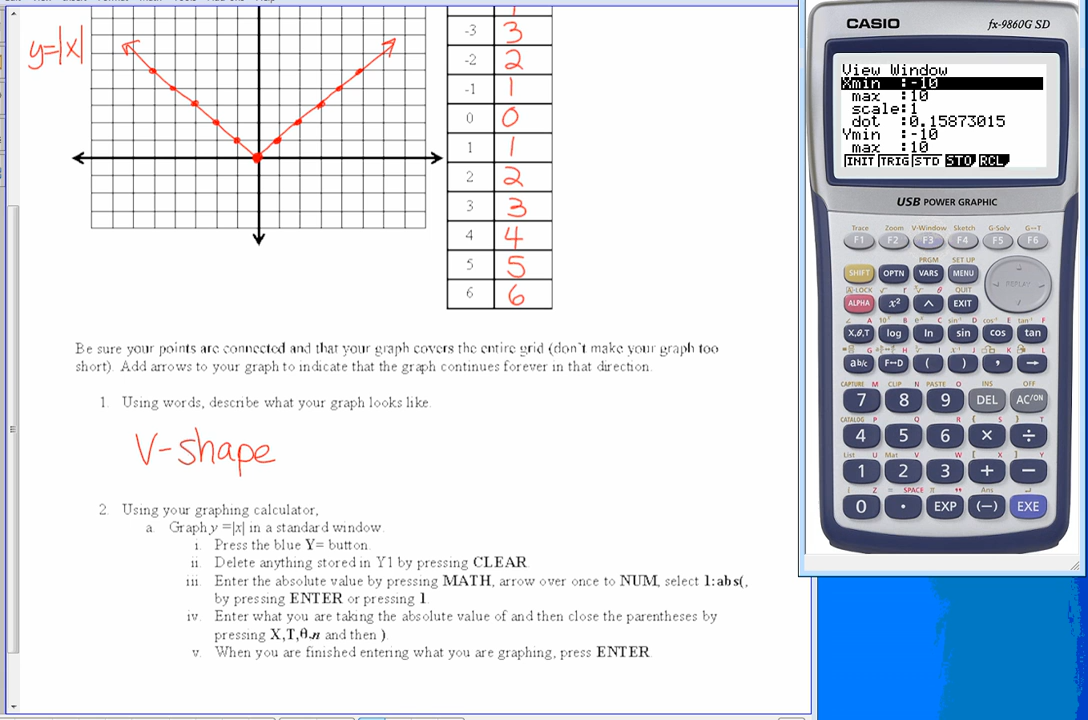 y=|x|
-3 3
-2 2
-1 1
0 0
1 1
2 2
3 3
4 4
5 5
6 6
Be sure your points are connected and that your graph covers the entire grid (don't make your graph too
short). Add arrows to your graph to indicate that the graph continues forever in that direction.
1. Using words, describe what your graph looks like.
V-shape
2. Using your graphing calculator,
a. Graph y =|x| in a standard window.
i. Press the blue Y= button.
ii. Delete anything stored in Y1 by pressing CLEAR.
iii. Enter the absolute value by pressing MATH, arrow over once to NUM, select 1:abs(,
by pressing ENTER or pressing 1.
iv. Enter what you are taking the absolute value of and then close the parentheses by
pressing X,T,θ,n and then ).
v. When you are finished entering what you are graphing, press ENTER.
CASIO fx-9860G SD
View Window
Xmin :-10
max :10
scale:1
dot :0.15873015
Ymin :-10
max :10
INIT TRIG STD STO RCL
USB POWER GRAPHIC
Trace Zoom V-Window Sketch G-Solv G↔T
F1 F2 F3 F4 F5 F6
PRGM SET UP
SHIFT OPTN VARS MENU REPLAY
A-LOCK QUIT
ALPHA x² ^ EXIT
X,θ,T log ln sin cos tan
ab/c F↔D ( ) , →
CAPTURE M CLIP N PASTE O INS OFF
7 8 9 DEL AC/ON
CATALOG P Q R S T
4 5 6 × ÷
List U Mat V W X Y
1 2 3 + −
i Z = SPACE π " Ans
0 . EXP (−) EXE